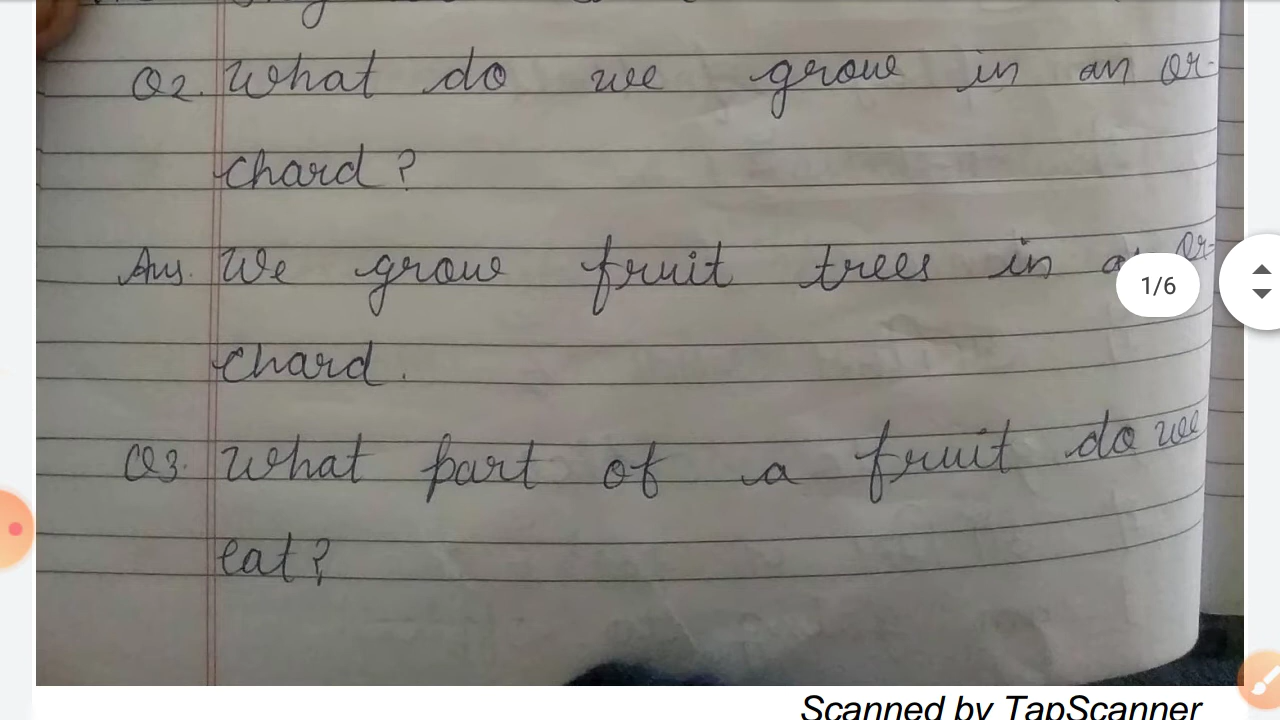 Q2. What do we grow in an or-
chard?
Ans. We grow fruit trees in or-
chard.
1/6
Q3. What part of a fruit do we
eat?
Scanned by TapScanner